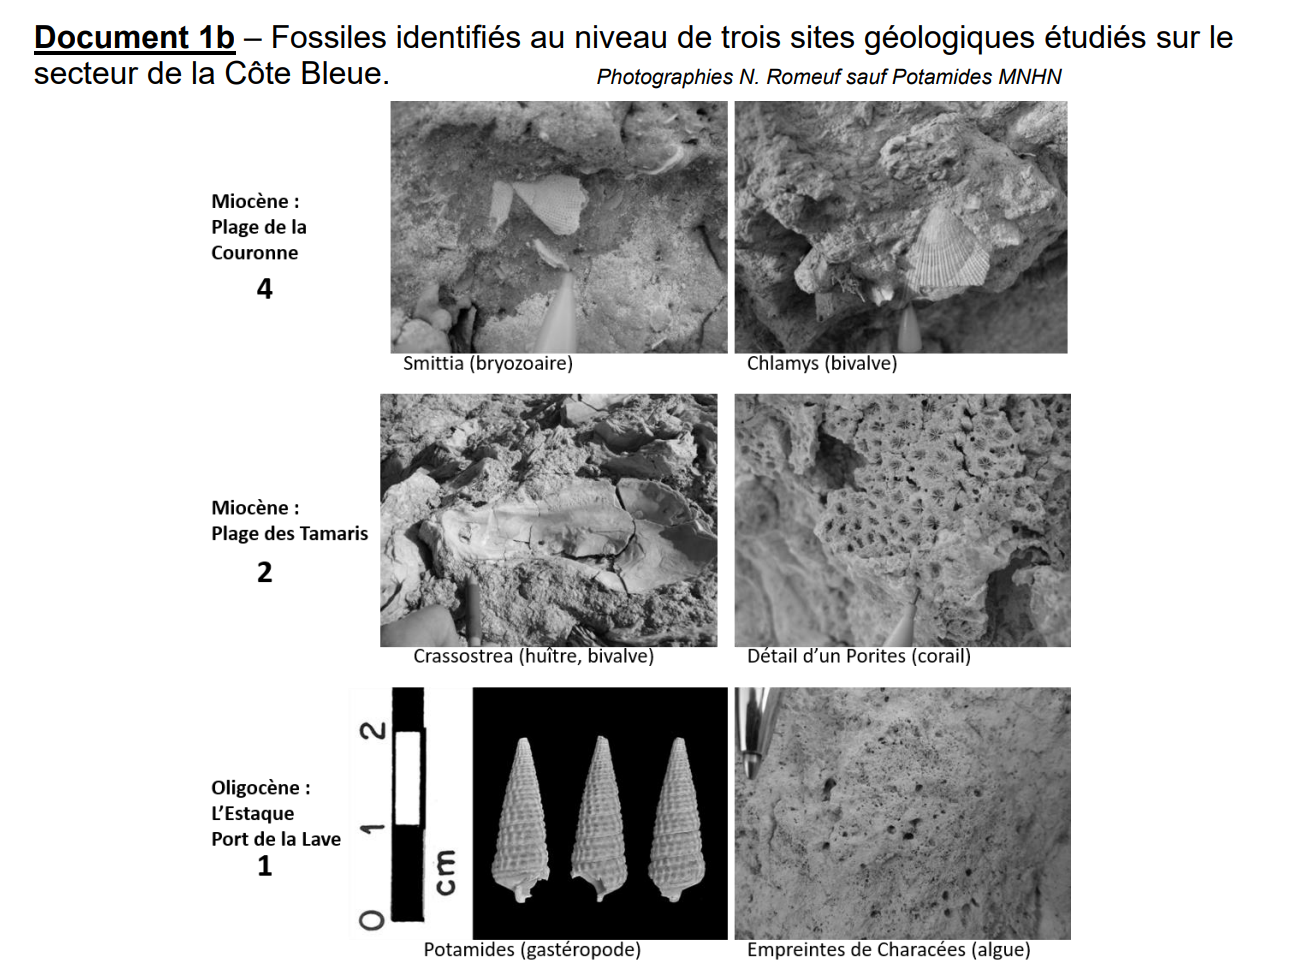 Document 1b – Fossiles identifiés au niveau de trois sites géologiques étudiés sur le
secteur de la Côte Bleue.
Photographies N. Romeuf sauf Potamides MNHN
Miocène :
Plage de la
Couronne
4
Smittia (bryozoaire)
Chlamys (bivalve)
Miocène :
Plage des Tamaris
2
Crassostrea (huître, bivalve)
Détail d’un Porites (corail)
Oligocène :
L’Estaque
Port de la Lave
1
2
1
0
cm
Potamides (gastéropode)
Empreintes de Characées (algue)